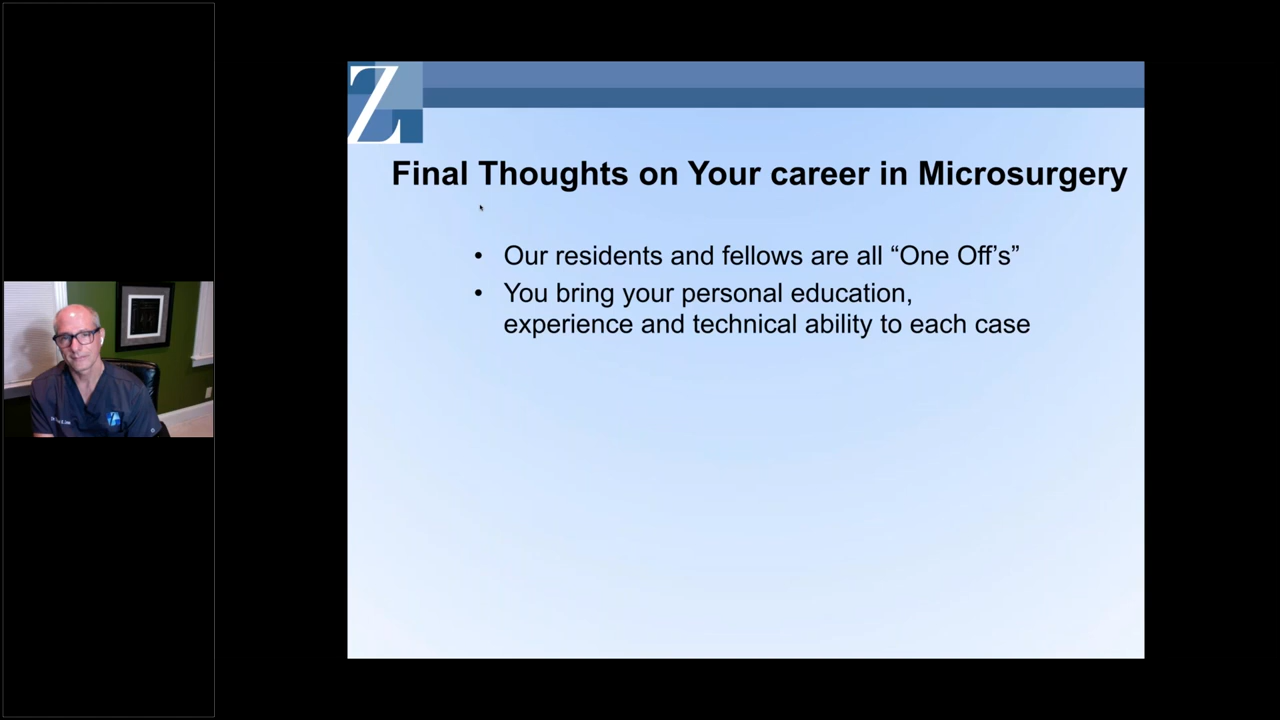 Z
Final Thoughts on Your career in Microsurgery
• Our residents and fellows are all “One Off’s”
• You bring your personal education,
experience and technical ability to each case